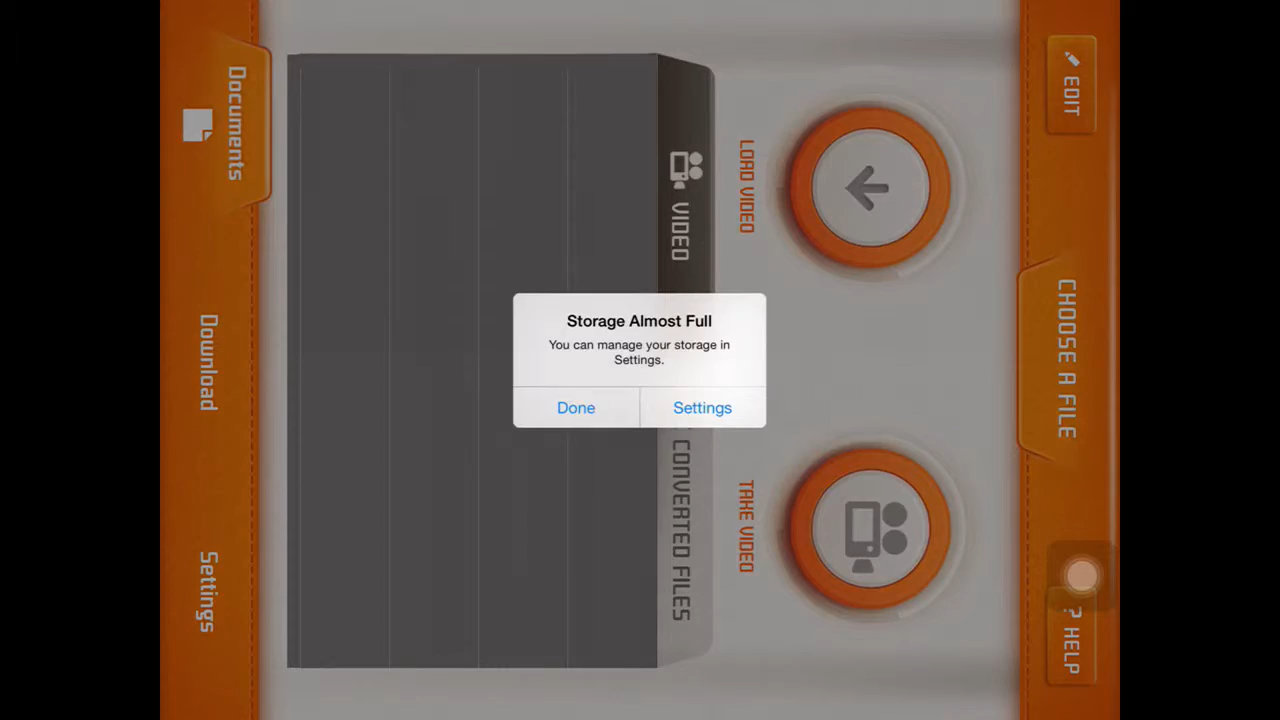 EDIT
CHOOSE A FILE
? HELP
LOAD VIDEO
TAKE VIDEO
VIDEO
CONVERTED FILES
Storage Almost Full
You can manage your storage in
Settings.
Done
Settings
Documents
Download
Settings